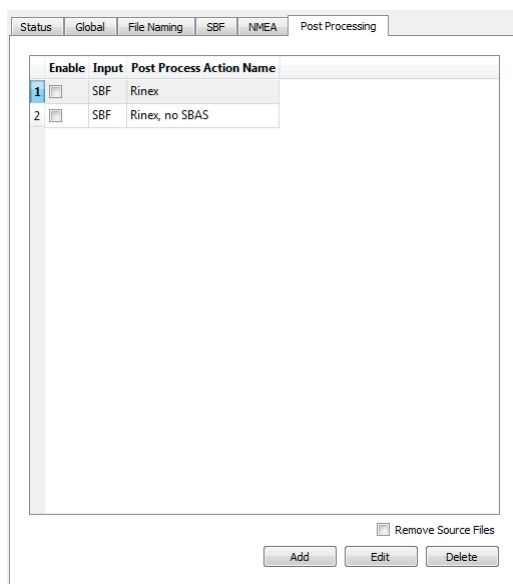 Status Global File Naming SBF NMEA Post Processing
Enable Input Post Process Action Name
1 SBF Rinex
2 SBF Rinex, no SBAS
Remove Source Files
Add Edit Delete